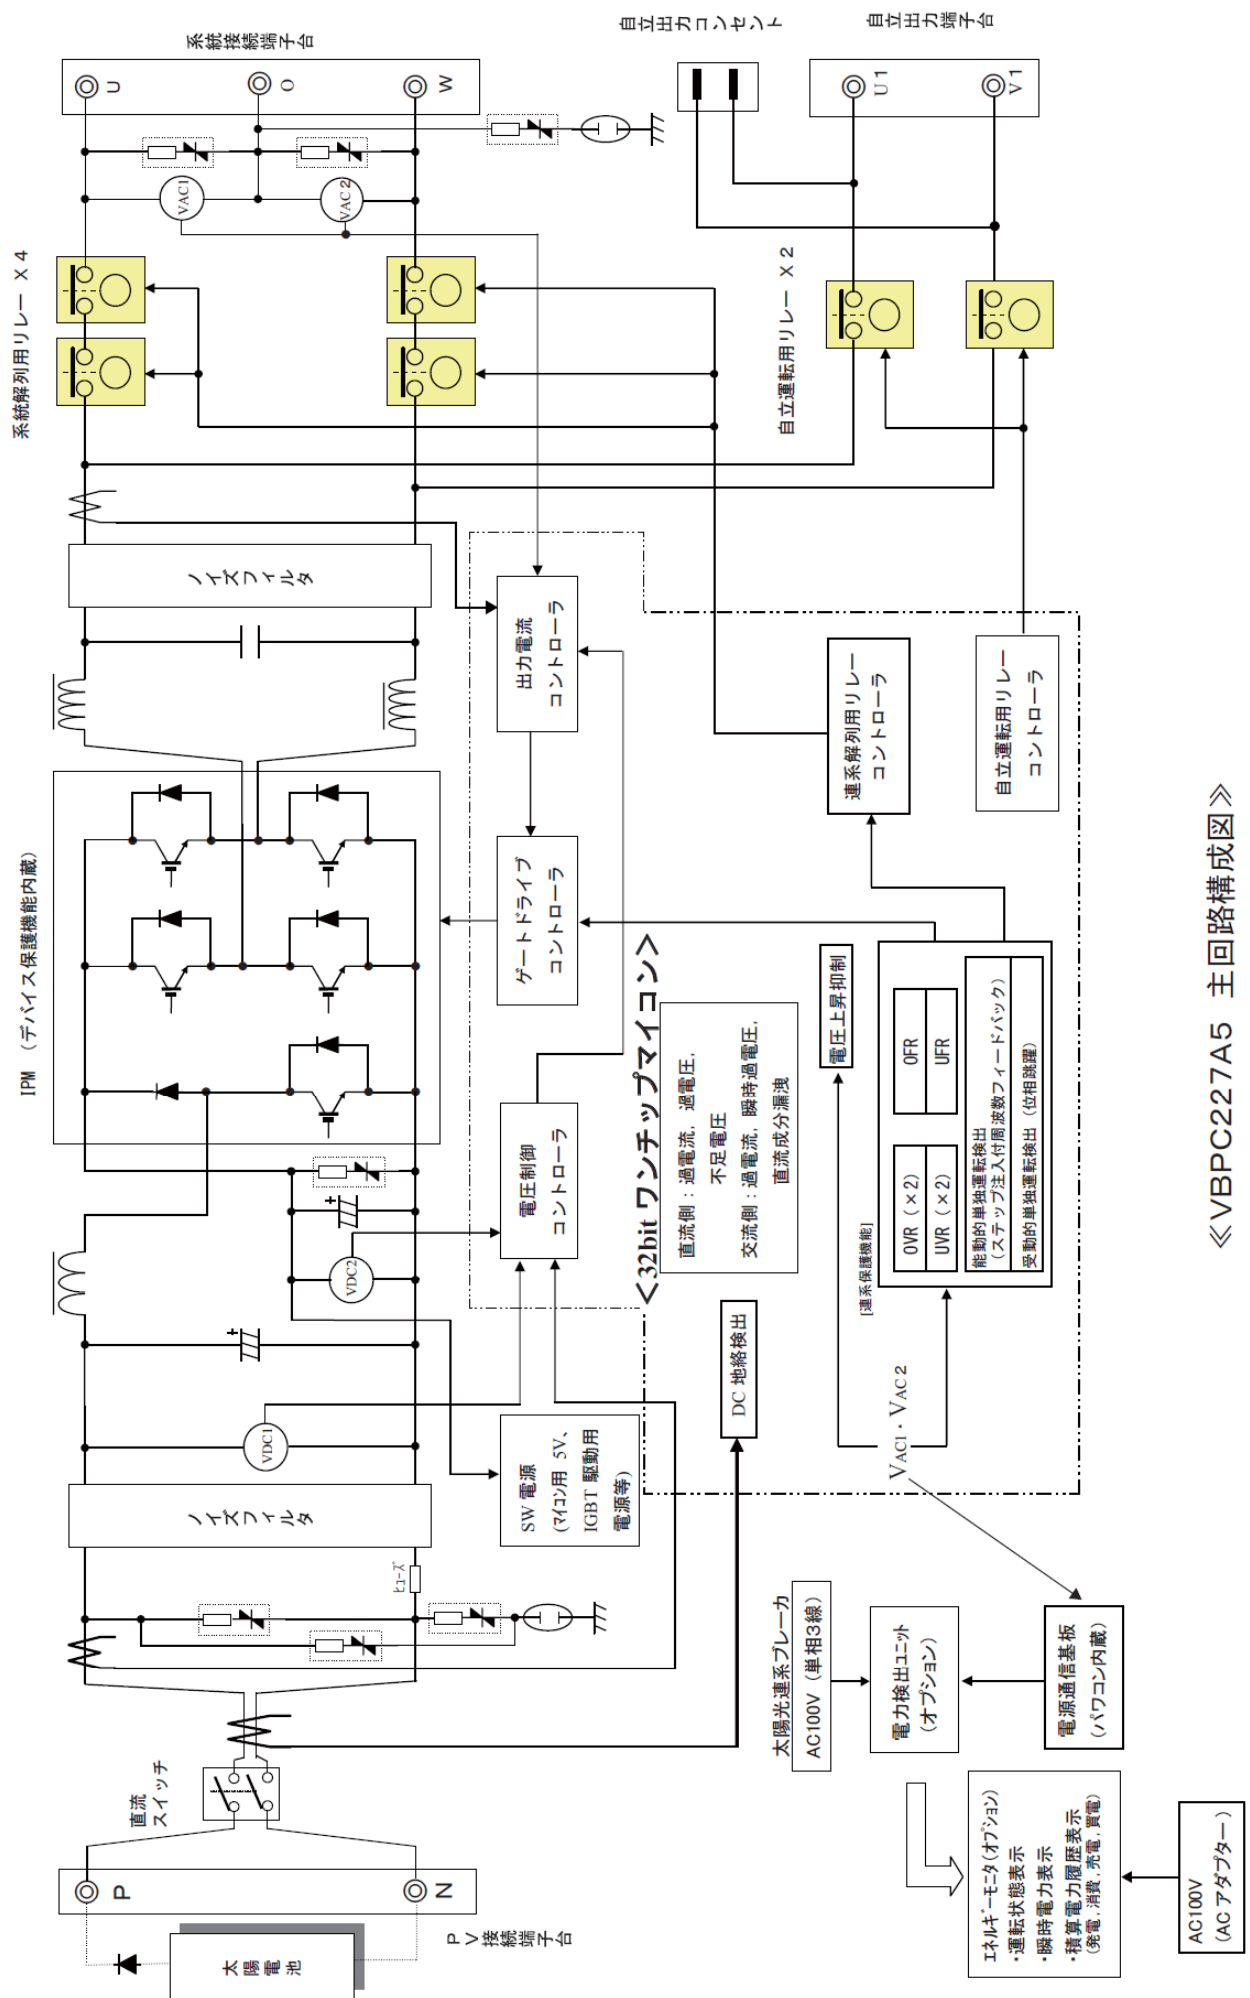 系統接続端子台
U
O
W
自立出力コンセント
自立出力端子台
U1
V1
VAC1
VAC2
系統解列用リレー X 4
自立運転用リレー X 2
ノイズフィルタ
出力電流
コントローラ
連系解列用リレー
コントローラ
自立運転用リレー
コントローラ
IPM (デバイス保護機能内蔵)
ゲートドライブ
コントローラ
電圧制御
コントローラ
<32bit ワンチップマイコン>
直流側：過電流, 過電圧,
不足電圧
交流側：過電流, 瞬時過電圧,
直流成分漏洩
電圧上昇抑制
[連系保護機能]
OVR (×2)
OFR
UVR (×2)
UFR
能動的単独運転検出
(ステップ注入付周波数フィードバック)
受動的単独運転検出 (位相跳躍)
VDC2
VDC1
SW 電源
(マイコン用 5V、
IGBT 駆動用
電源等)
DC 地絡検出
VAC1・VAC2
ノイズフィルタ
ヒューズ
太陽光連系ブレーカ
AC100V (単相3線)
電力検出ユニット
(オプション)
電源通信基板
(パワコン内蔵)
エネルギーモニタ(オプション)
・運転状態表示
・瞬時電力表示
・積算電力履歴表示
(発電, 消費, 売電, 買電)
AC100V
(AC アダプター)
直流
スイッチ
P
N
PV接続端子台
太陽電池
≪VBPC227A5 主回路構成図≫